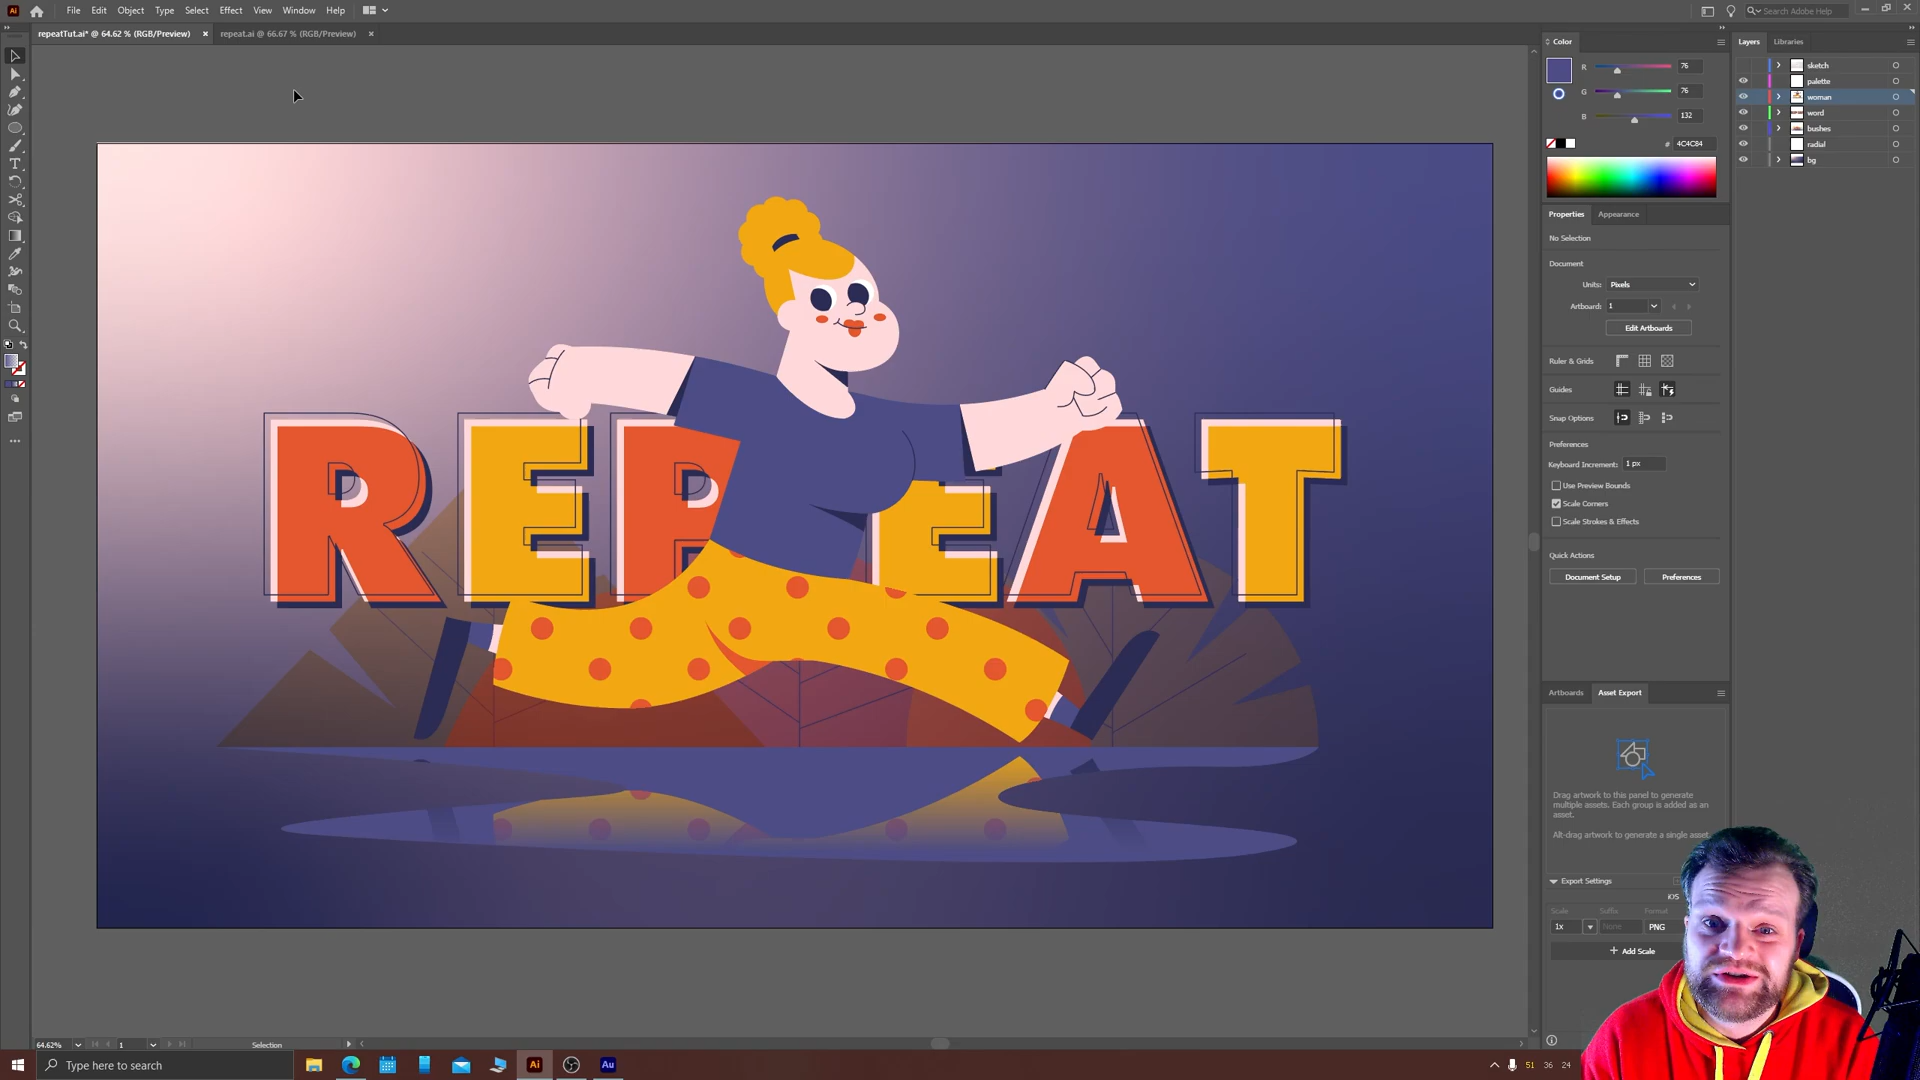 Ai File Edit Object Type Select Effect View Window Help Search Adobe Help
repeatTut.ai* @ 64.62 % (RGB/Preview) × repeat.ai @ 66.67 % (RGB/Preview) ×
Color
R 76
G 76
B 132
# 4C4C84
Layers Libraries
sketch
palette
woman
word
bushes
radial
bg
Properties Appearance
No Selection
Document
Units: Pixels
Artboard: 1
Edit Artboards
Ruler & Grids
Guides
Snap Options
Preferences
Keyboard Increment: 1 px
Use Preview Bounds
Scale Corners
Scale Strokes & Effects
Quick Actions
Document Setup Preferences
REPEAT
Artboards Asset Export
Drag artwork to this panel to generate
multiple assets. Each group is added as an
asset.
Alt-drag artwork to generate a single asset.
Export Settings
iOS
Scale Suffix Format
1x None PNG
+ Add Scale
64.62% 1 Selection
Type here to search Ai Au 51 36 24